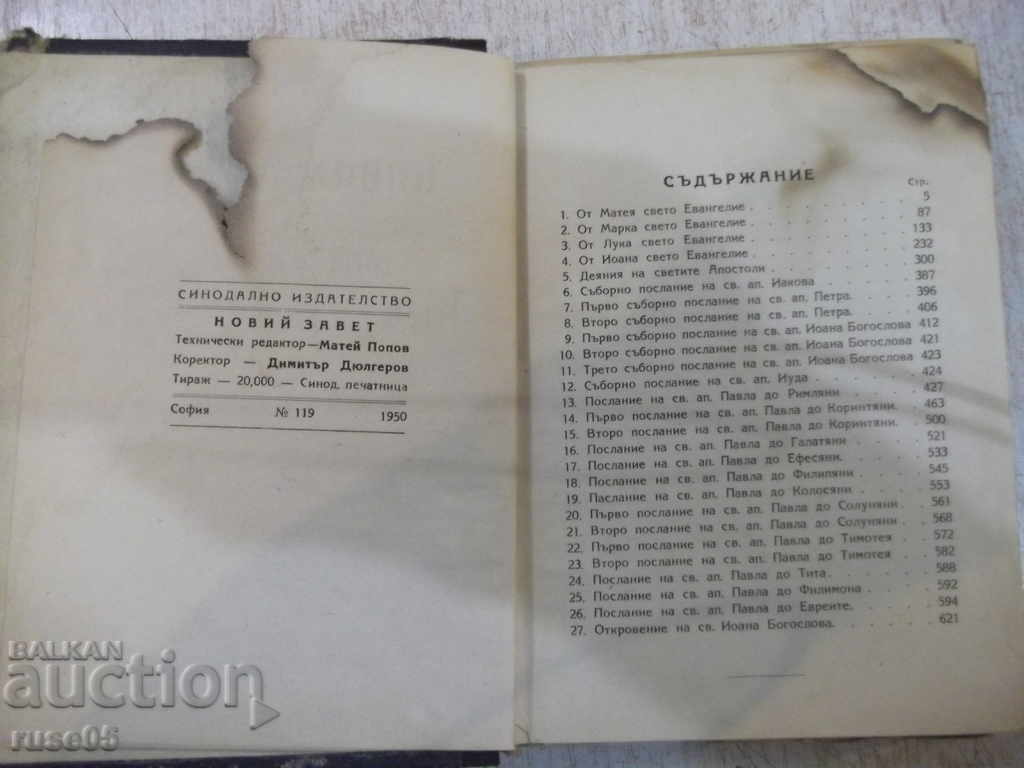 СИНОДАЛНО ИЗДАТЕЛСТВО
НОВИЙ ЗАВЕТ
Технически редактор—Матей Попов
Коректор — Димитър Дюлгеров
Тираж — 20,000 — Синод. печатница
София № 119 1950
СЪДЪРЖАНИЕ
Стр.
1. От Матея свето Евангелие . . . . . . . . 5
2. От Марка свето Евангелие . . . . . . . . 87
3. От Лука свето Евангелие . . . . . . . . 133
4. От Иоана свето Евангелие . . . . . . . . 232
5. Деяния на светите Апостоли . . . . . . . 300
6. Съборно послание на св. ап. Иакова . . . . 387
7. Първо съборно послание на св. ап. Петра. . . . 396
8. Второ съборно послание на св. ап. Петра. . . . 406
9. Първо съборно послание на св. ап. Иоана Богослова 412
10. Второ съборно послание на св. ап. Иоана Богослова 421
11. Трето съборно послание на св. ап. Иоана Богослова 423
12. Съборно послание на св. ап. Иуда . . . . . 424
13. Послание на св. ап. Павла до Римляни . . . . 427
14. Първо послание на св. ап. Павла до Коринтяни. . . 463
15. Второ послание на св. ап. Павла до Коринтяни. . . 500
16. Послание на св. ап. Павла до Галатяни . . . . 521
17. Послание на св. ап. Павла до Ефесяни. . . . . 533
18. Послание на св. ап. Павла до Филипяни . . . . 545
19. Паслание на св. ап. Павла до Колосяни . . . . 553
20. Първо послание на св. ап. Павла до Солуняни. . . 561
21. Второ послание на св. ап. Павла до Солуняни. . . 568
22. Първо послание на св. ап. Павла до Тимотея . . . 572
23. Второ послание на св. ап. Павла до Тимотея . . . 582
24. Послание на св. ап. Павла до Тита. . . . . . 588
25. Послание на св. ап. Павла до Филимона . . . . 592
26. Послание на св. ап. Павла до Евреите. . . . . 594
27. Откровение на св. Иоана Богослова. . . . . . 621
BALKAN
auction
ruse05